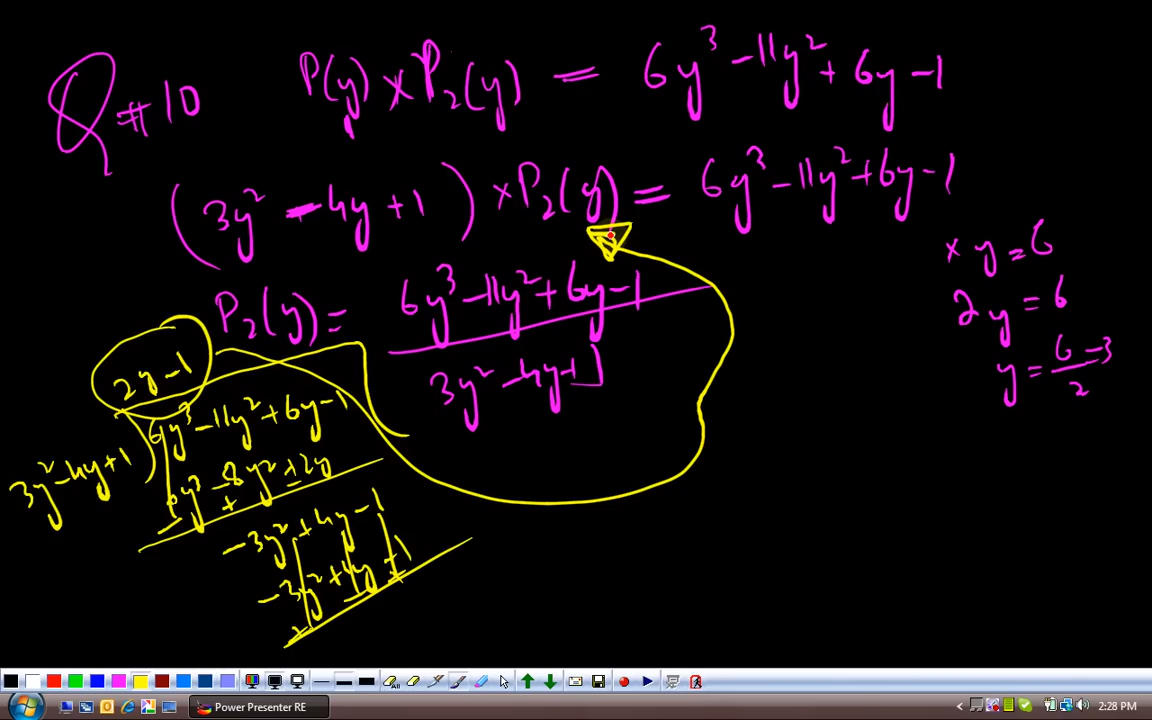 Q#10
P(y) × P₂(y) = 6y³ - 11y² + 6y - 1
(3y² - 4y + 1) × P₂(y) = 6y³ - 11y² + 6y - 1
× y = 6
2y = 6
y = 6/2 - 3
P₂(y) = (6y³ - 11y² + 6y - 1) / (3y² - 4y + 1)
2y - 1
3y² - 4y + 1 ) 6y³ - 11y² + 6y - 1
6y³ - 8y² + 2y
- +  -
-3y² + 4y - 1
-3y² + 4y - 1
+
Power Presenter RE
2:28 PM